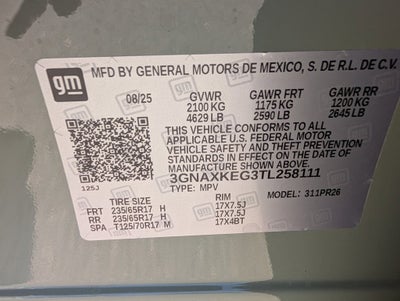 gm
MFD BY GENERAL MOTORS DE MEXICO, S. DE R.L. DE C.V.
08/25 GVWR GAWR FRT GAWR RR
2100 KG 1175 KG 1200 KG
4629 LB 2590 LB 2645 LB
THIS VEHICLE CONFORMS TO ALL
APPLICABLE U.S. FEDERAL MOTOR
VEHICLE SAFETY AND THEFT PREVENTION
STANDARDS IN EFFECT ON THE DATE OF
MANUFACTURE SHOWN ABOVE.
3GNAXKEG3TL258111
125J TYPE: MPV MODEL: 311PR26
TIRE SIZE RIM
FRT 235/65R17 H 17X7.5J
RR 235/65R17 H 17X7.5J
SPA T125/70R17 M 17X4BT